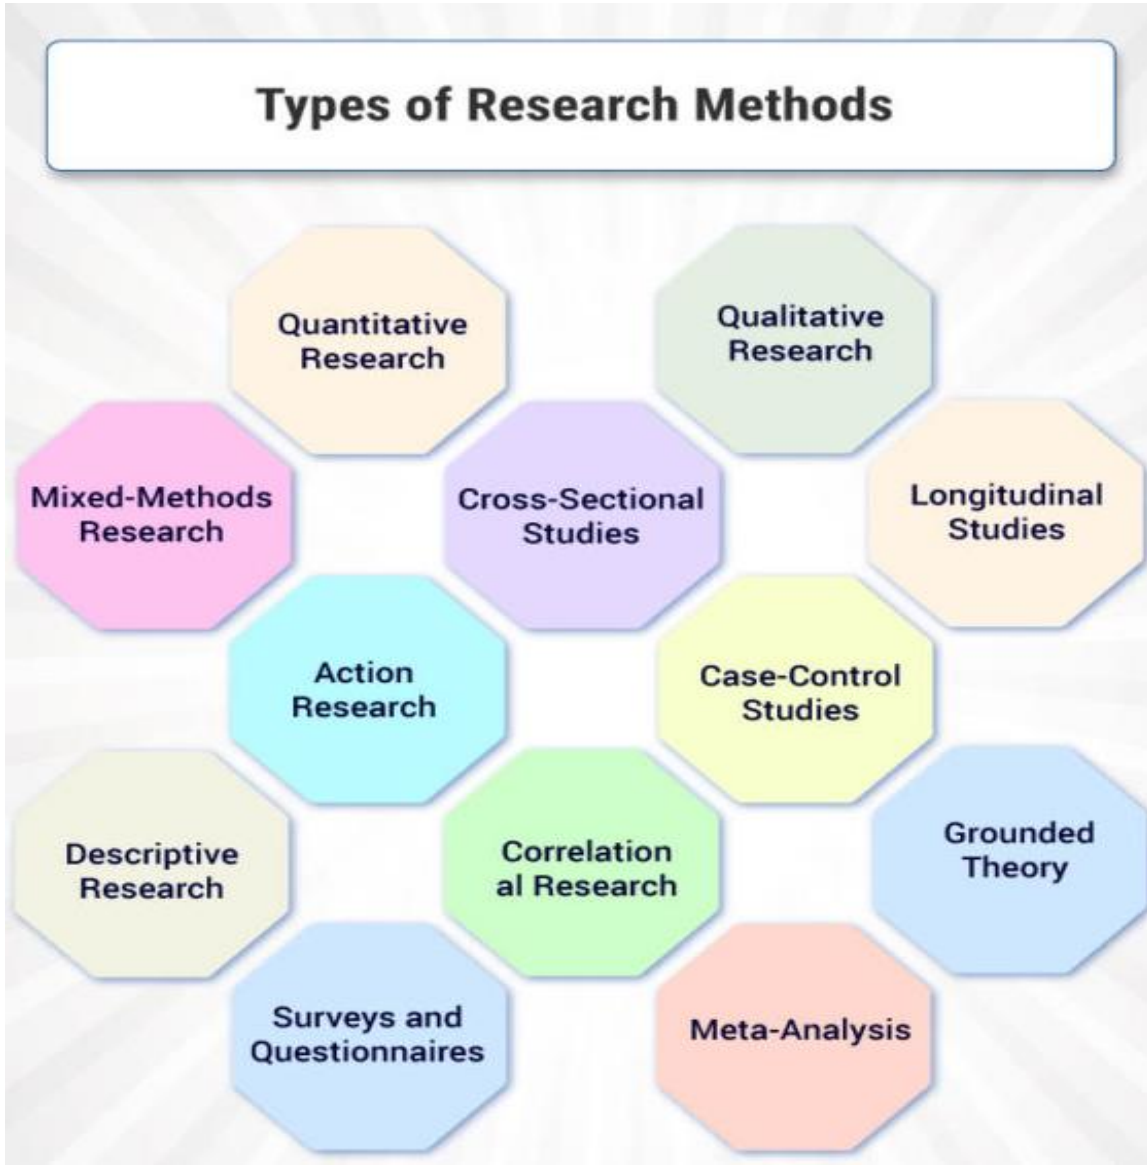 Types of Research Methods
Quantitative
Research
Qualitative
Research
Mixed-Methods
Research
Cross-Sectional
Studies
Longitudinal
Studies
Action
Research
Case-Control
Studies
Descriptive
Research
Correlation
al Research
Grounded
Theory
Surveys and
Questionnaires
Meta-Analysis